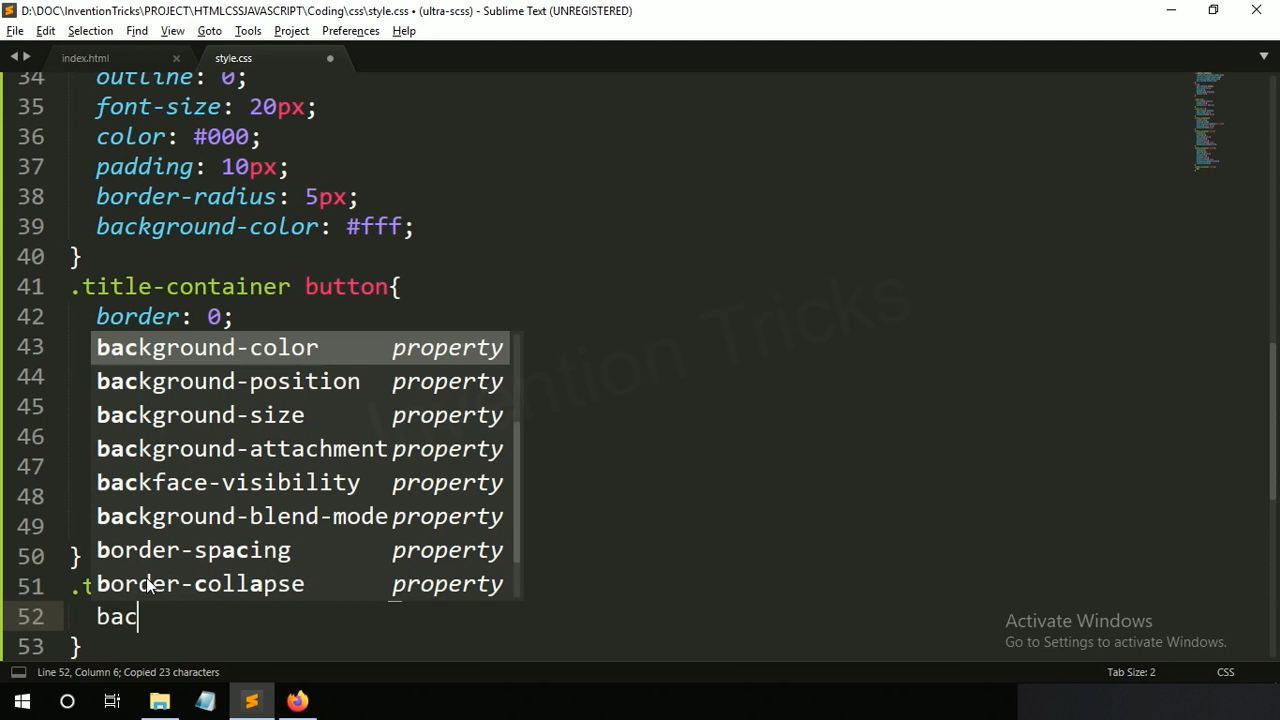 D:\DOC\InventionTricks\PROJECT\HTMLCSSJAVASCRIPT\Coding\css\style.css • (ultra-scss) - Sublime Text (UNREGISTERED)
File Edit Selection Find View Goto Tools Project Preferences Help
index.html style.css
34 outline: 0;
35 font-size: 20px;
36 color: #000;
37 padding: 10px;
38 border-radius: 5px;
39 background-color: #fff;
40 }
41 .title-container button{
42 border: 0;
43 background-color property
44 background-position property
45 background-size property
46 background-attachment property
47 backface-visibility property
48 background-blend-mode property
49 border-spacing property
50 }
51 .t border-collapse property
52 bac
53 }
Invention Tricks
Activate Windows
Go to Settings to activate Windows.
Line 52, Column 6; Copied 23 characters Tab Size: 2 CSS